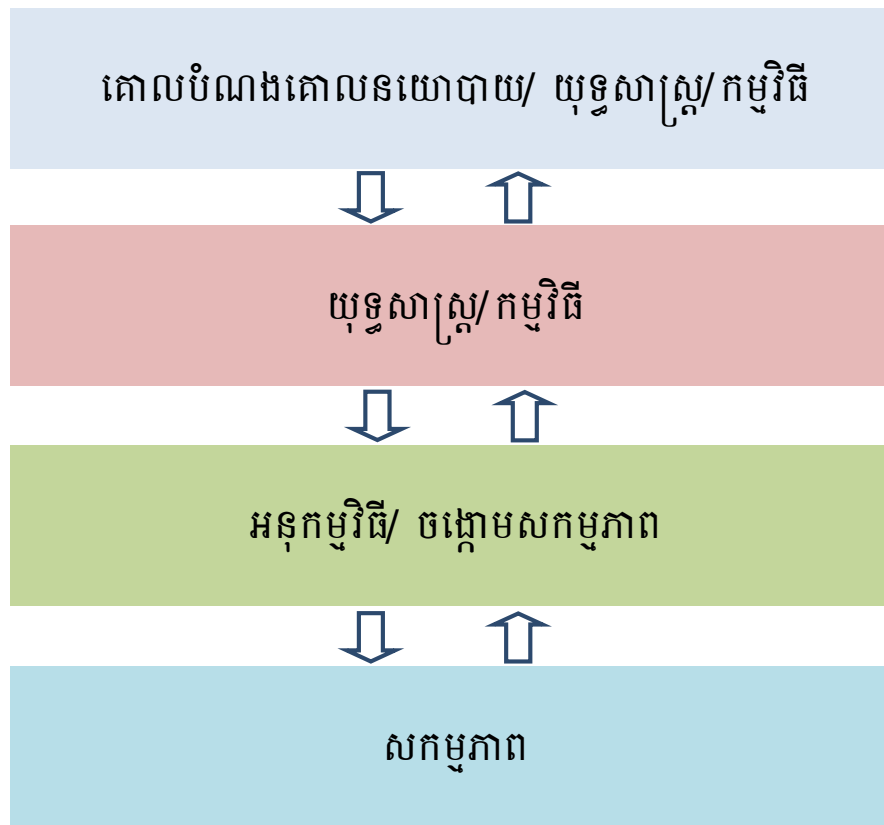 គោលបំណងគោលនយោបាយ/ យុទ្ធសាស្ត្រ/ កម្មវិធី
យុទ្ធសាស្ត្រ/ កម្មវិធី
អនុកម្មវិធី/ ចង្កោមសកម្មភាព
សកម្មភាព